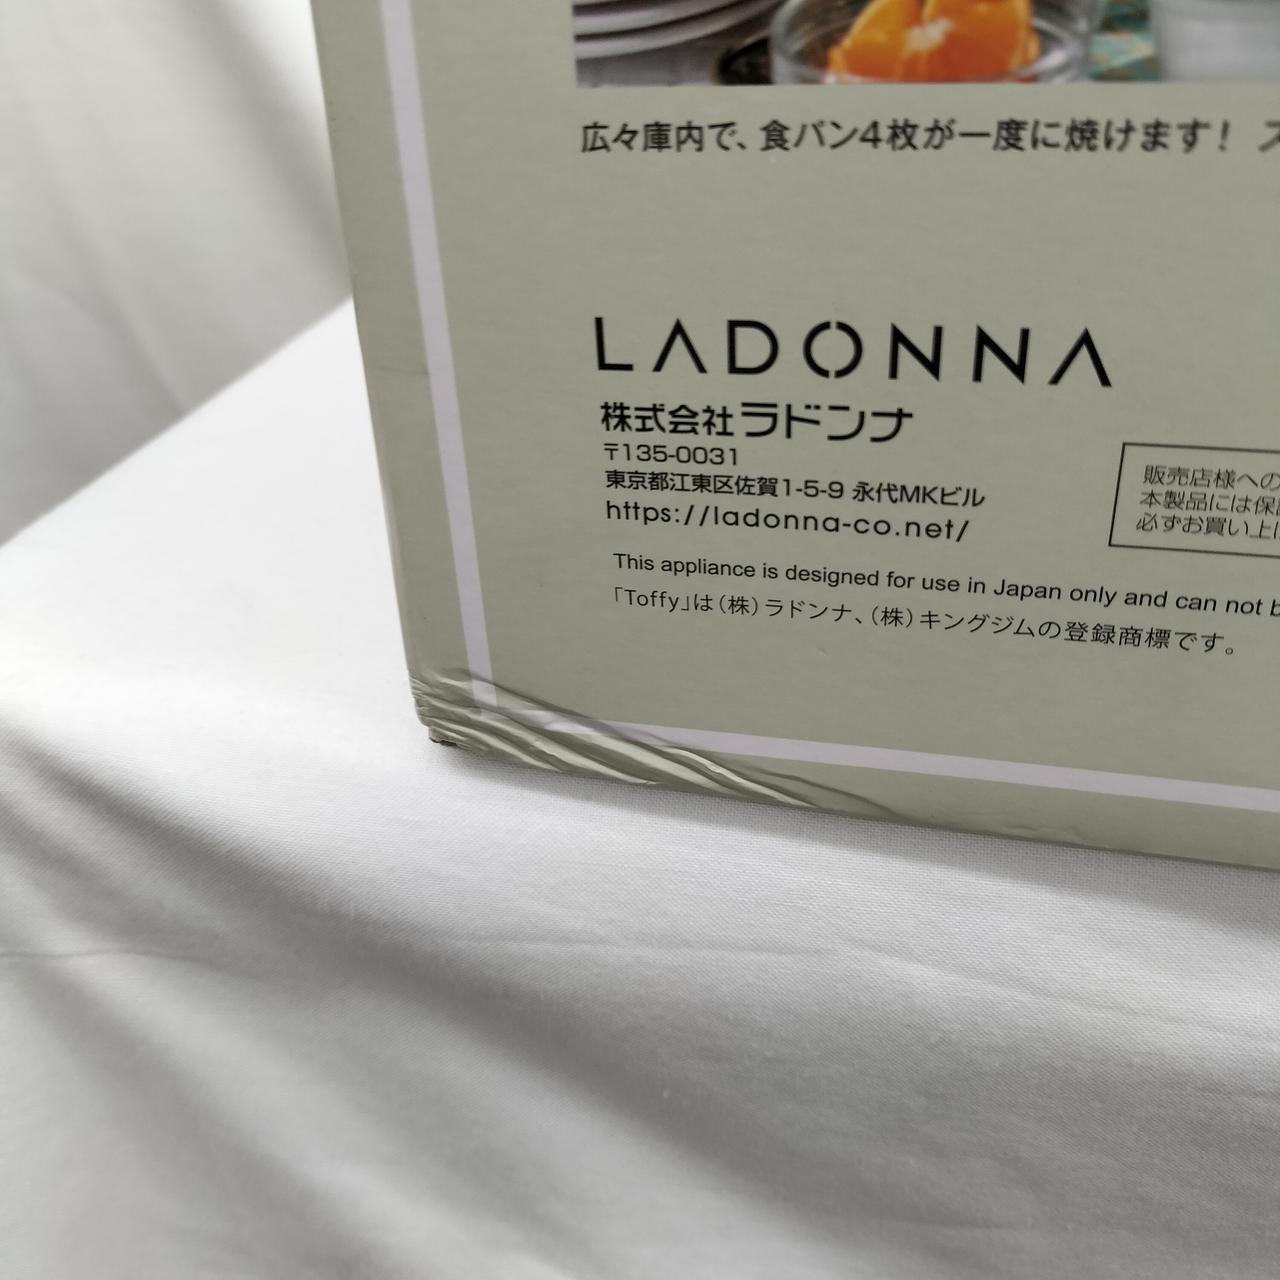 広々庫内で、食パン4枚が一度に焼けます！ ス
LADONNA
株式会社ラドンナ
〒135-0031
東京都江東区佐賀1-5-9 永代MKビル
https://ladonna-co.net/
販売店様への
本製品には保
必ずお買い上
This appliance is designed for use in Japan only and can not
「Toffy」は（株）ラドンナ、（株）キングジムの登録商標です。